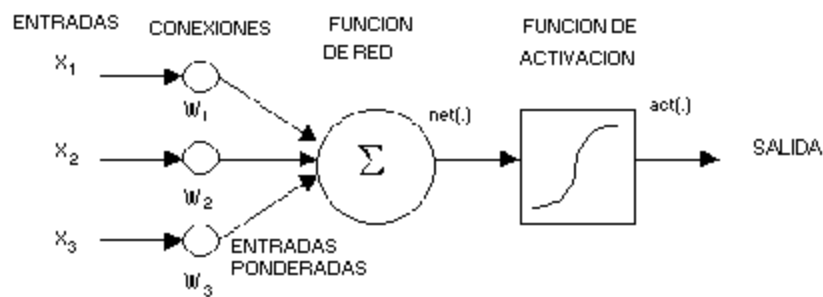 ENTRADAS
CONEXIONES
FUNCION
DE RED
FUNCION DE
ACTIVACION
X1
W1
net(.)
act(.)
X2
W2
Σ
SALIDA
X3
W3
ENTRADAS
PONDERADAS